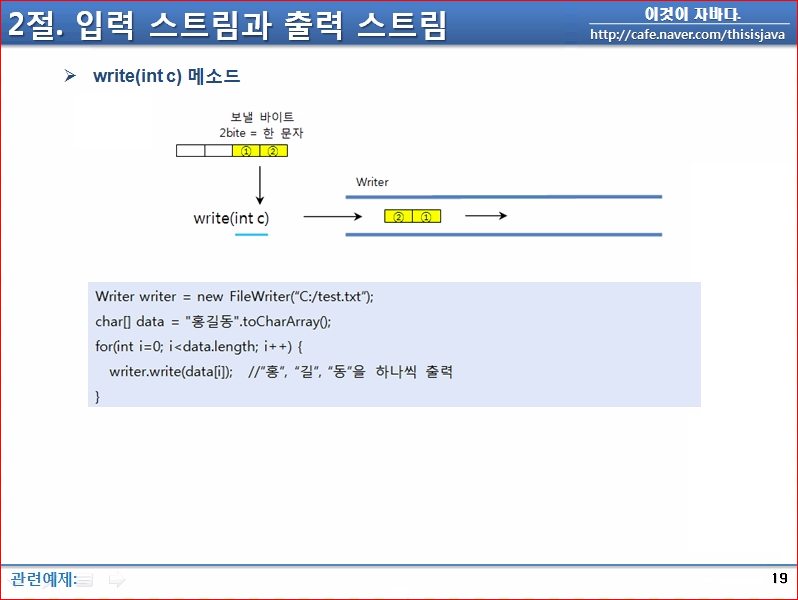 2절. 입력 스트림과 출력 스트림
이것이 자바다.
http://cafe.naver.com/thisisjava
➢ write(int c) 메소드
보낼 바이트
2bite = 한 문자
① ②
Writer
write(int c)
② ①
Writer writer = new FileWriter(“C:/test.txt”);
char[] data = "홍길동".toCharArray();
for(int i=0; i<data.length; i++) {
writer.write(data[i]); //“홍”, “길”, “동”을 하나씩 출력
}
관련예제:
19